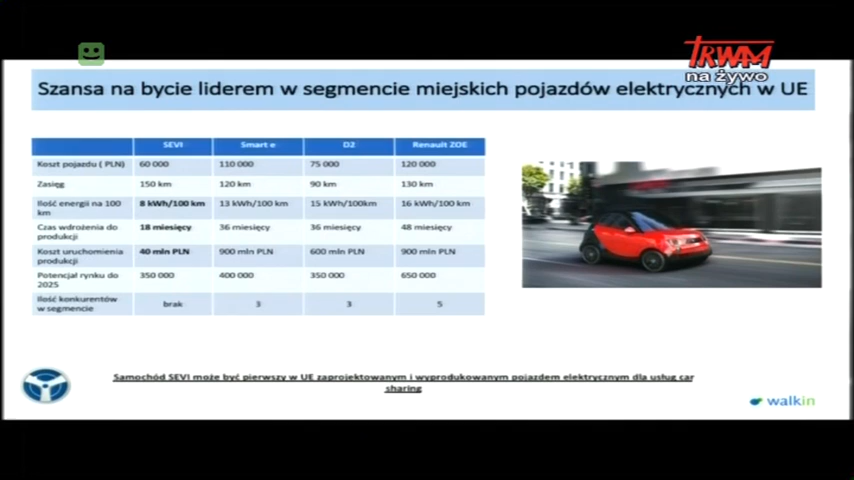 TRWAM
na żywo
Szansa na bycie liderem w segmencie miejskich pojazdów elektrycznych w UE
SEVI Smart e D2 Renault ZOE
Koszt pojazdu ( PLN) 60 000 110 000 75 000 120 000
Zasięg 150 km 120 km 90 km 130 km
Ilość energii na 100 km 8 kWh/100 km 13 kWh/100 km 15 kWh/100km 16 kWh/100 km
Czas wdrożenia do produkcji 18 miesięcy 36 miesięcy 36 miesięcy 48 miesięcy
Koszt uruchomienia produkcji 40 mln PLN 900 mln PLN 600 mln PLN 900 mln PLN
Potencjał rynku do 2025 350 000 400 000 350 000 650 000
Ilość konkurentów w segmencie brak 3 3 5
Samochód SEVI może być pierwszy w UE zaprojektowanym i wyprodukowanym pojazdem elektrycznym dla usług car
sharing
walkin